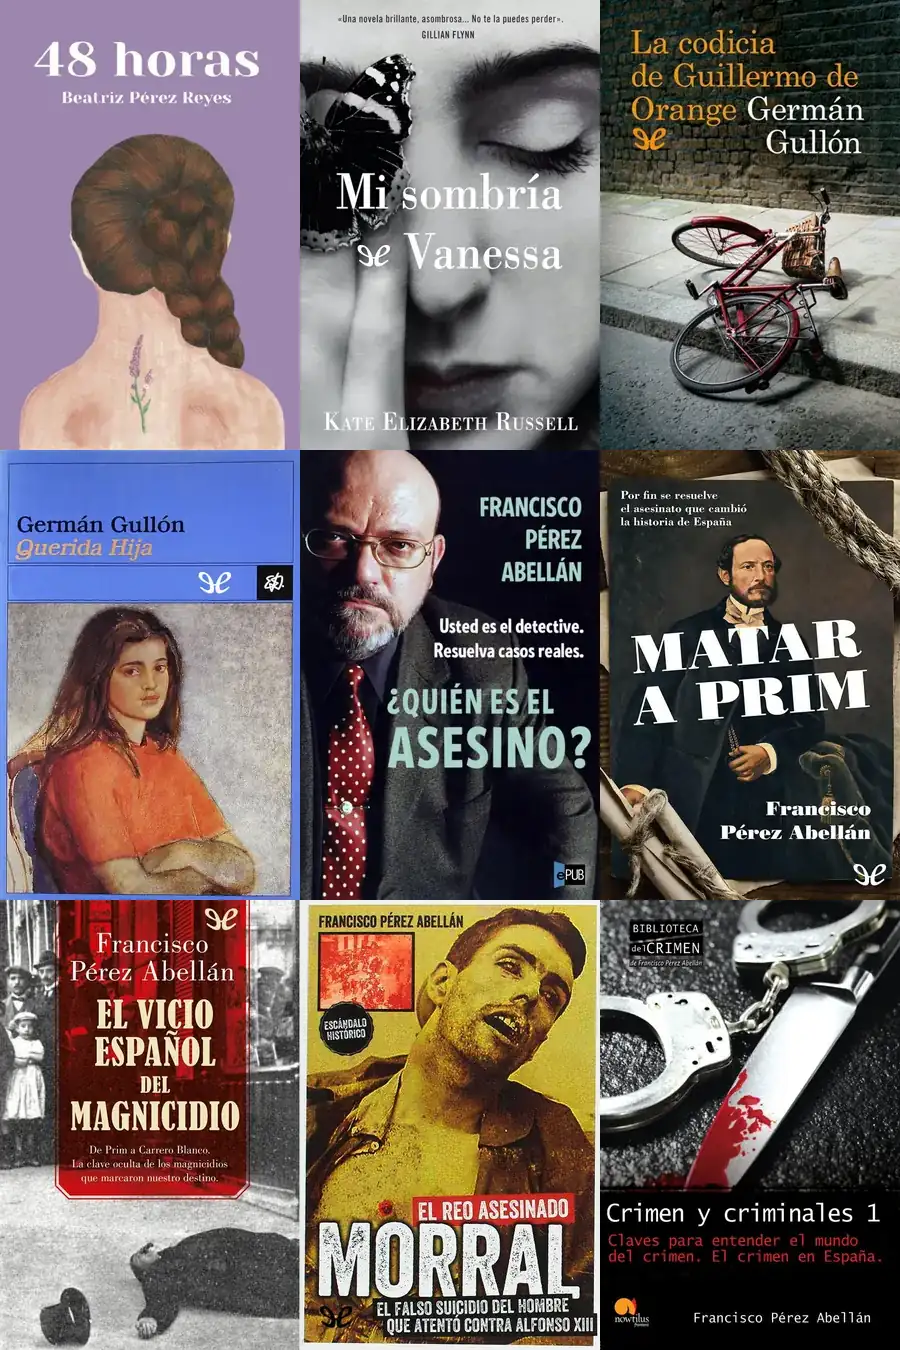 48 horas
Beatriz Pérez Reyes
«Una novela brillante, asombrosa... No te la puedes perder».
GILLIAN FLYNN
Mi sombría
Vanessa
KATE ELIZABETH RUSSELL
La codicia
de Guillermo de
Orange Germán
Gullón
Germán Gullón
Querida Hija
FRANCISCO
PÉREZ
ABELLÁN
Usted es el detective.
Resuelva casos reales.
¿QUIÉN ES EL
ASESINO?
ePUB
Por fin se resuelve
el asesinato que cambió
la historia de España
MATAR
A PRIM
Francisco
Pérez Abellán
Francisco
Pérez Abellán
EL VICIO
ESPAÑOL
DEL
MAGNICIDIO
De Prim a Carrero Blanco.
La clave oculta de los magnicidios
que marcaron nuestro destino.
FRANCISCO PÉREZ ABELLÁN
ESCÁNDALO
HISTÓRICO
EL REO ASESINADO
MORRAL
EL FALSO SUICIDIO DEL HOMBRE
QUE ATENTÓ CONTRA ALFONSO XIII
BIBLIOTECA
del CRIMEN
de Francisco Pérez Abellán
Crimen y criminales 1
Claves para entender el mundo
del crimen. El crimen en España.
nowtilus
Francisco Pérez Abellán